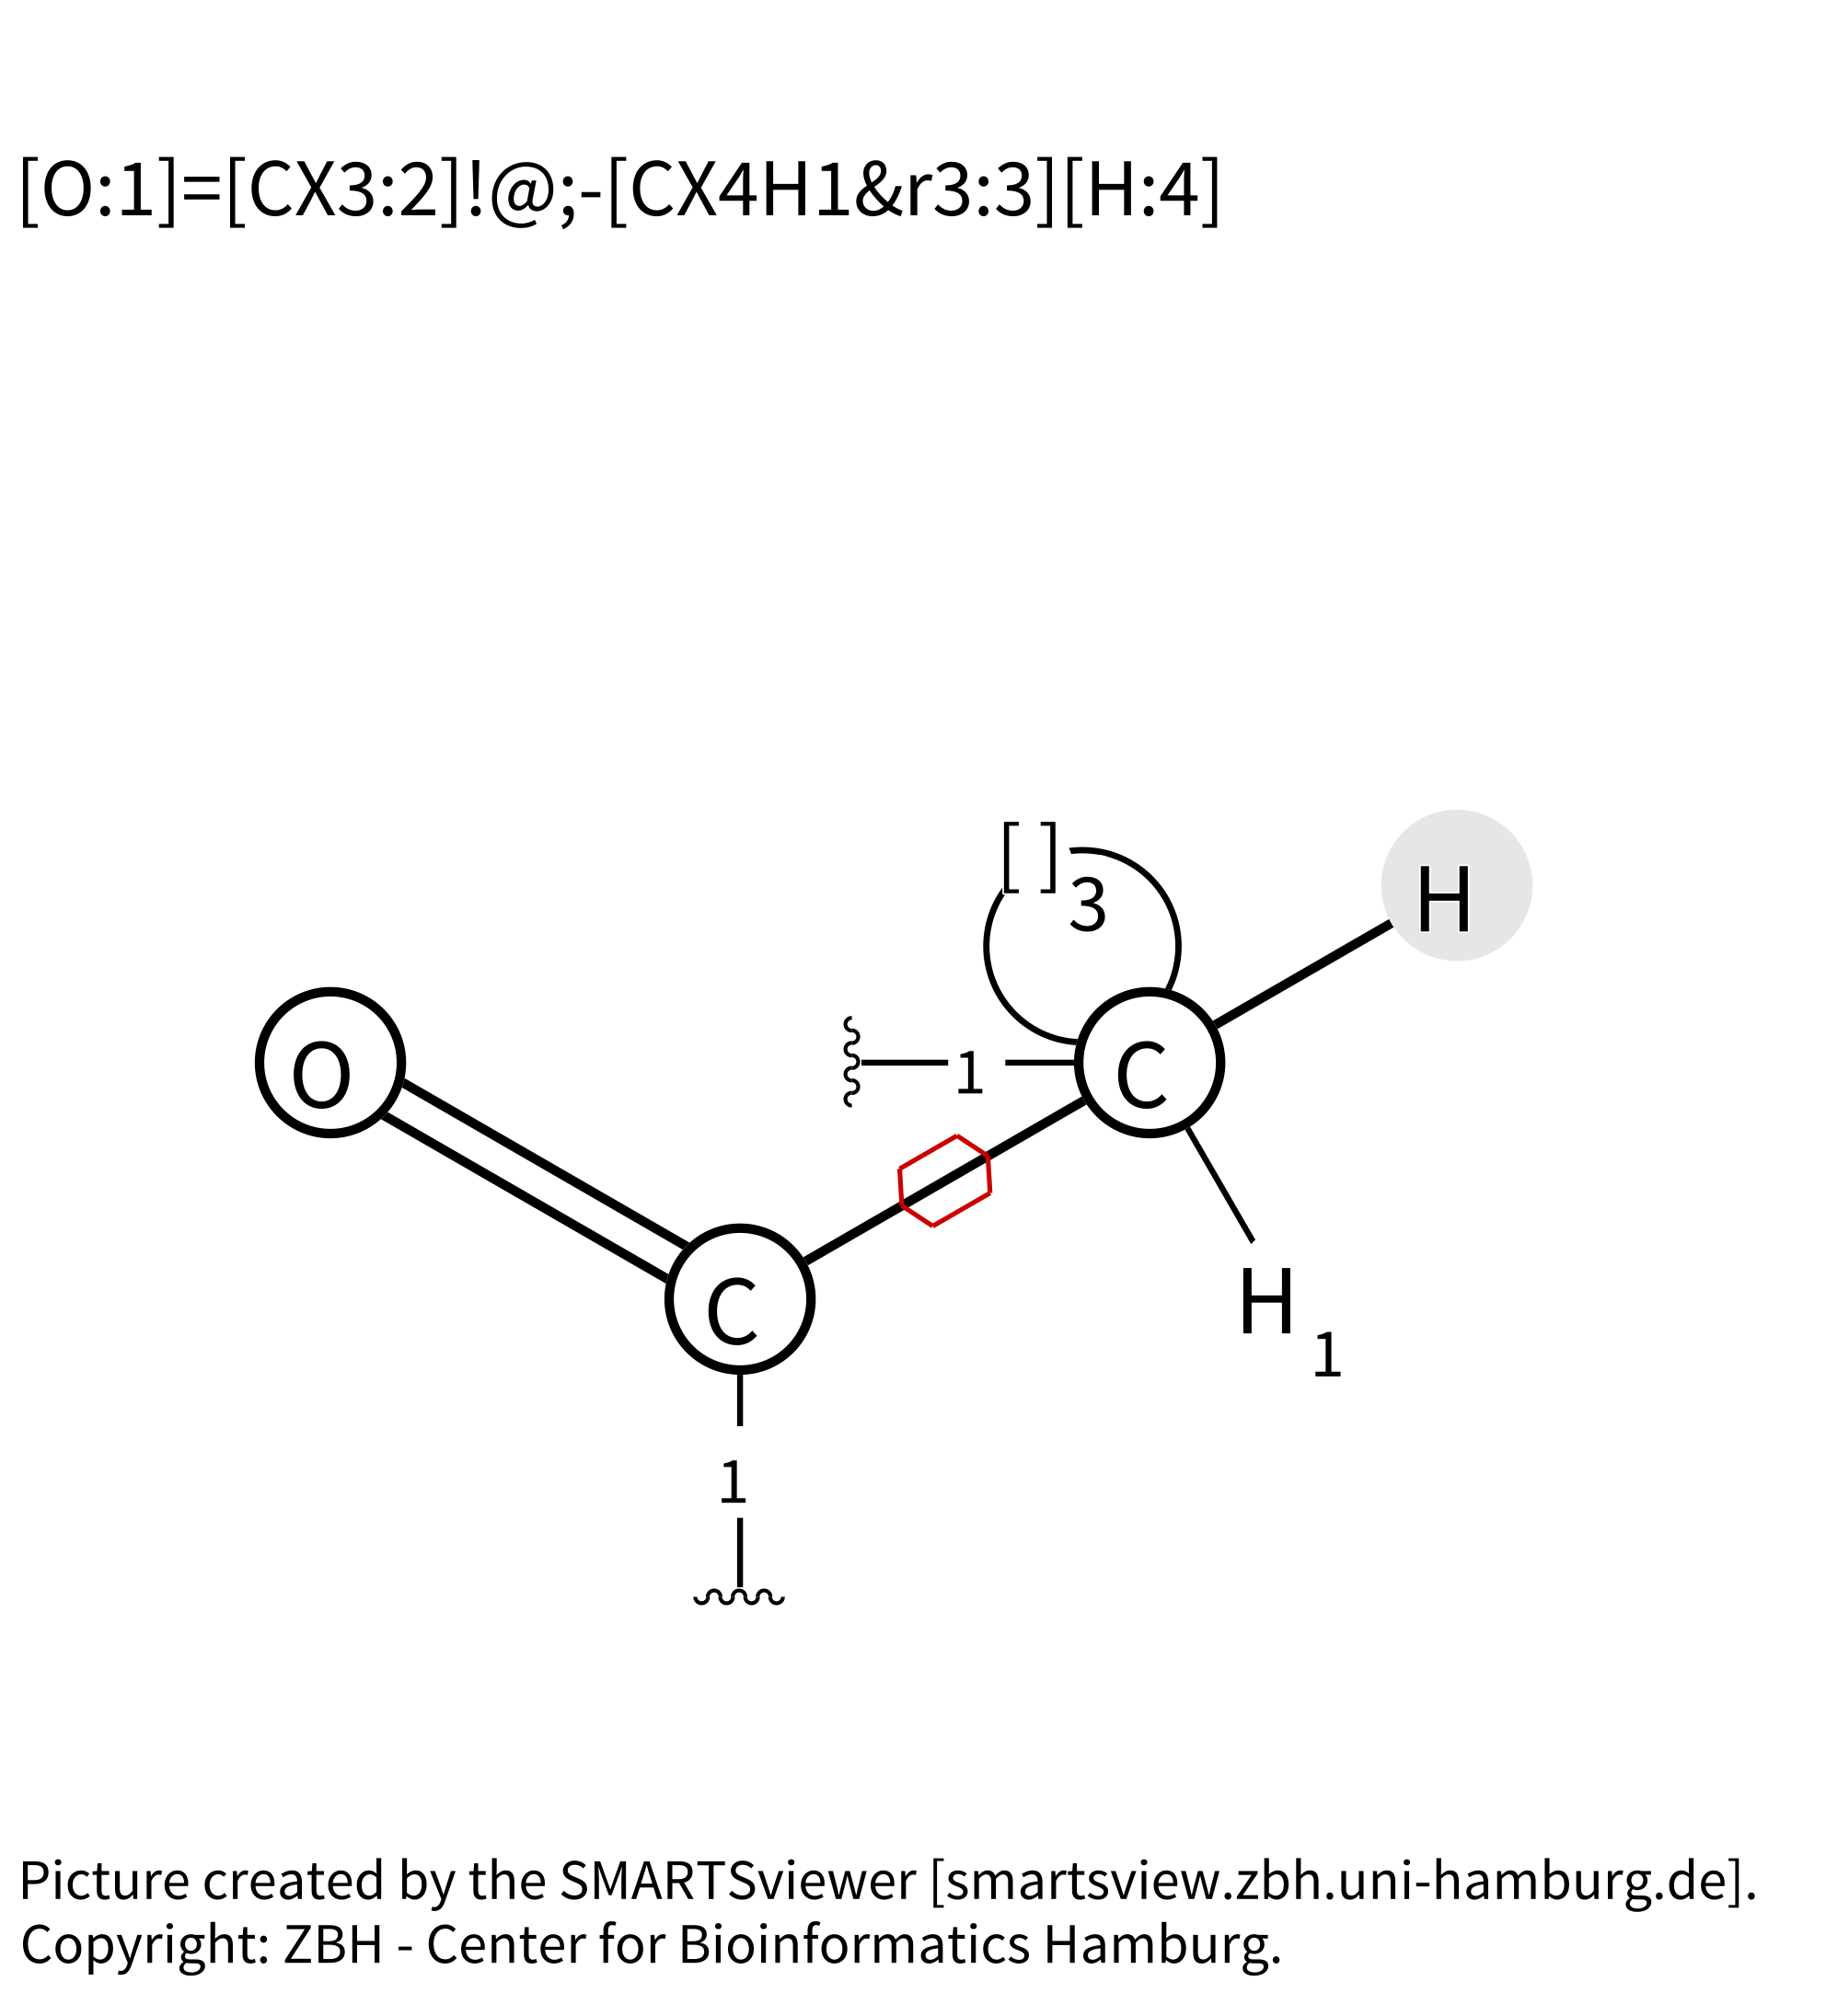 [O:1]=[CX3:2]!@;-[CX4H1&r3:3][H:4]
[ ]
3
H
O
1
C
C
H
1
1
Picture created by the SMARTSviewer [smartsview.zbh.uni-hamburg.de].
Copyright: ZBH - Center for Bioinformatics Hamburg.